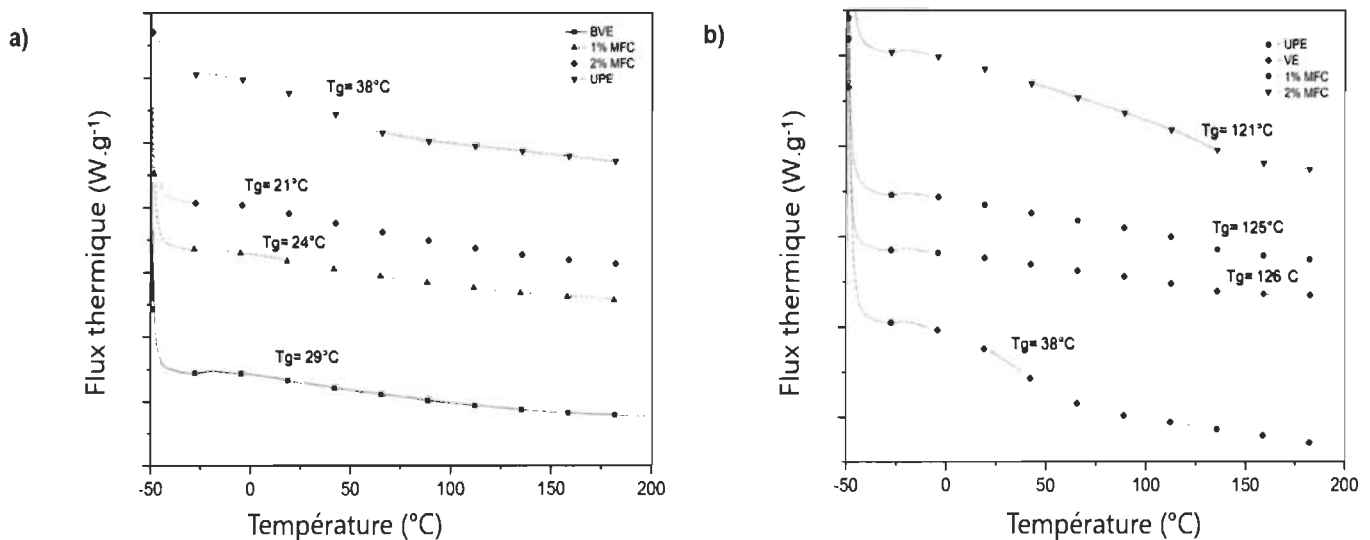 a)
BVE
1% MFC
2% MFC
UPE
Tg= 38°C
Tg= 21°C
Tg= 24°C
Tg= 29°C
Flux thermique (W.g-1)
-50 0 50 100 150 200
Température (°C)
b)
UPE
VE
1% MFC
2% MFC
Tg= 121°C
Tg= 125°C
Tg= 126 C
Tg= 38°C
Flux thermique (W.g-1)
-50 0 50 100 150 200
Température (°C)